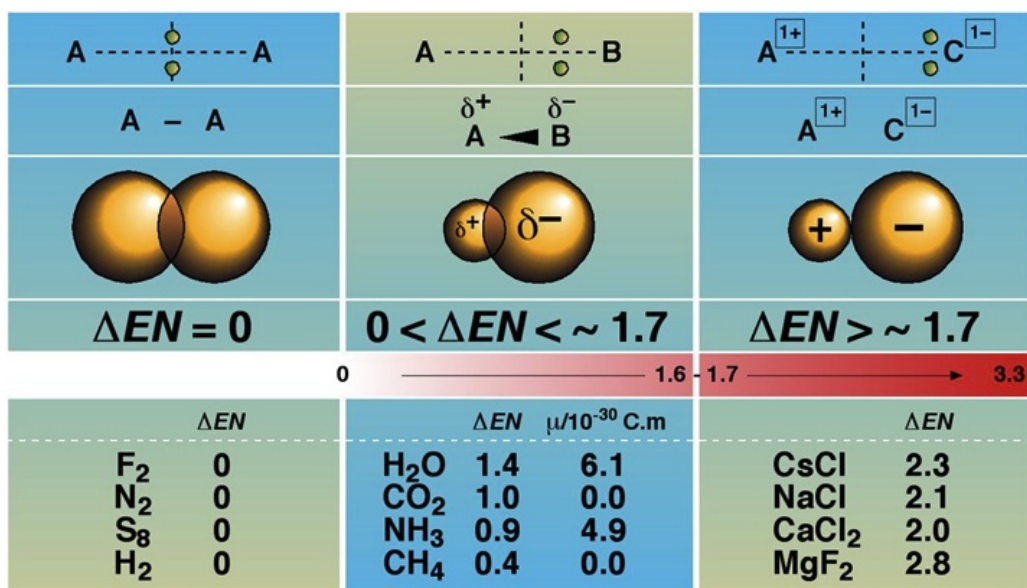 A A
A B
A 1+ C 1−
A – A
δ+ δ−
A B
A 1+ C 1−
δ+ δ−
+ −
ΔEN = 0
0 < ΔEN < ~ 1.7
ΔEN > ~ 1.7
0 1.6 - 1.7 3.3
ΔEN
F₂ 0
N₂ 0
S₈ 0
H₂ 0
ΔEN μ/10⁻³⁰ C.m
H₂O 1.4 6.1
CO₂ 1.0 0.0
NH₃ 0.9 4.9
CH₄ 0.4 0.0
ΔEN
CsCl 2.3
NaCl 2.1
CaCl₂ 2.0
MgF₂ 2.8